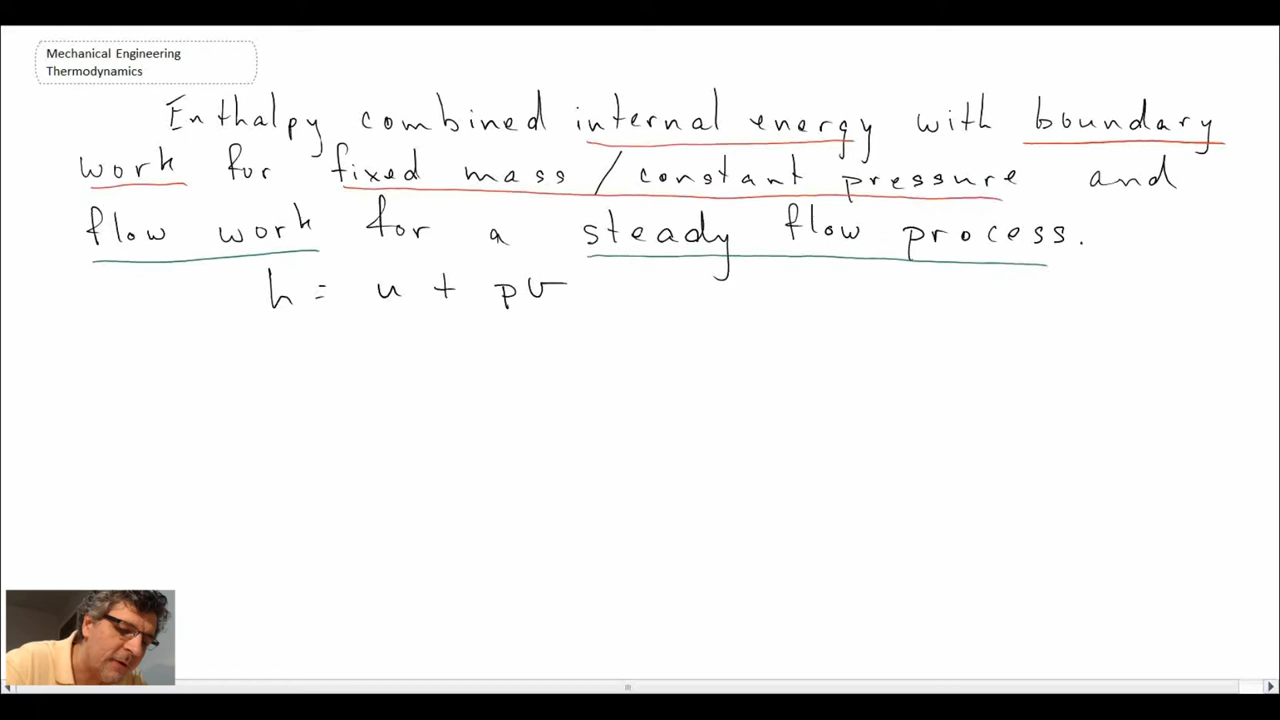 Mechanical Engineering
Thermodynamics
Enthalpy combined internal energy with boundary
work for fixed mass / constant pressure and
flow work for a steady flow process.
h = u + pv